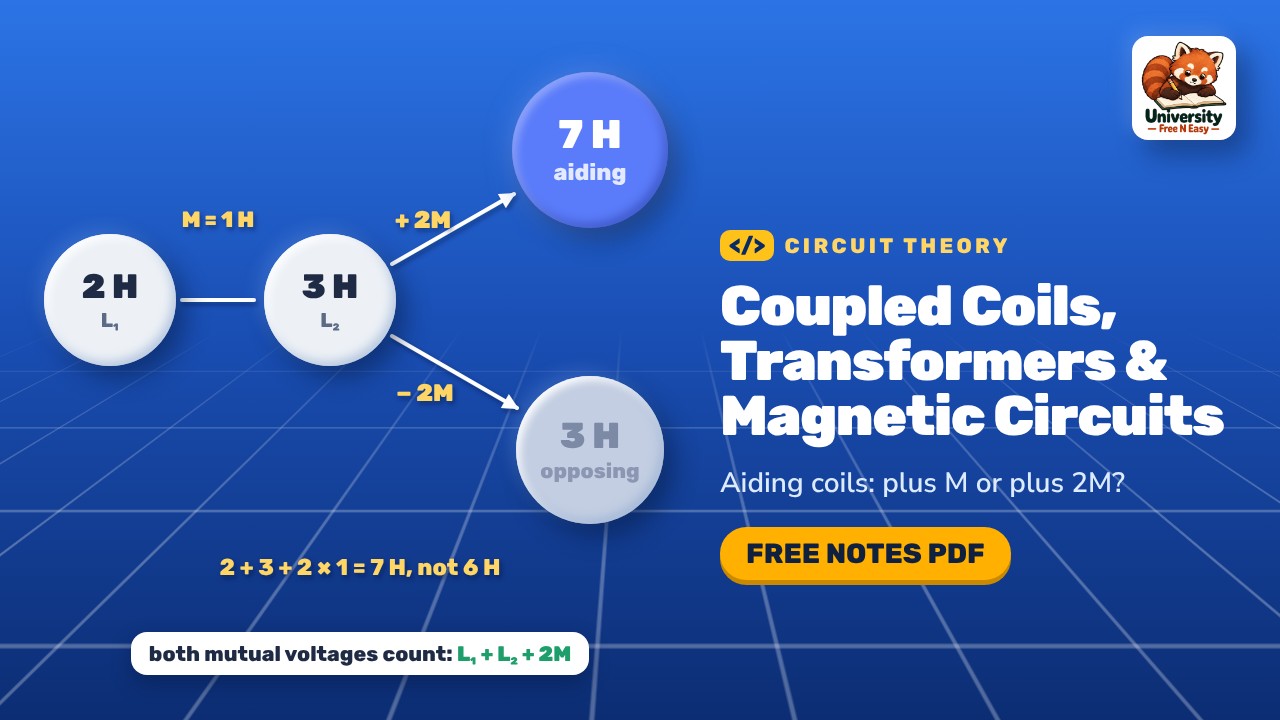 University
Free N Easy
7 H
aiding
M = 1 H
+ 2M
2 H
L₁
3 H
L₂
− 2M
3 H
opposing
2 + 3 + 2 × 1 = 7 H, not 6 H
both mutual voltages count: L₁ + L₂ + 2M
</> CIRCUIT THEORY
Coupled Coils,
Transformers &
Magnetic Circuits
Aiding coils: plus M or plus 2M?
FREE NOTES PDF